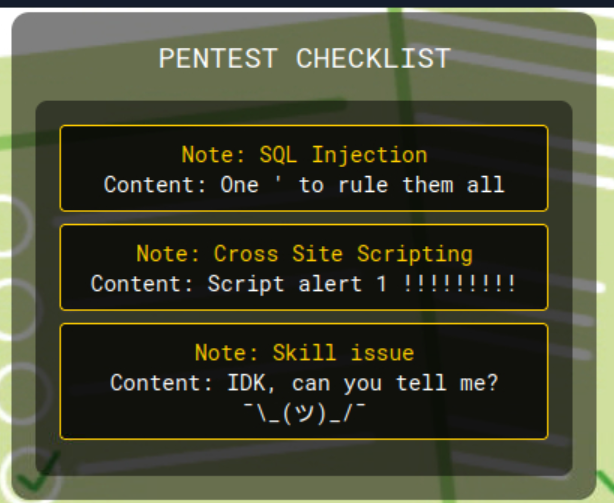 PENTEST CHECKLIST
Note: SQL Injection
Content: One ' to rule them all
Note: Cross Site Scripting
Content: Script alert 1 !!!!!!!!!
Note: Skill issue
Content: IDK, can you tell me?
¯\_(ツ)_/¯